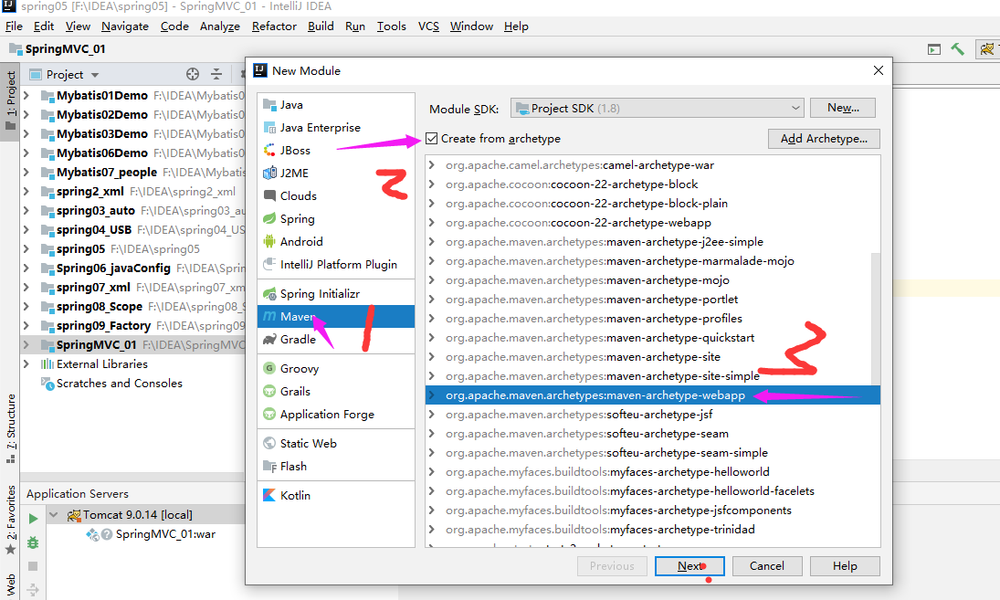 spring05 [F:\IDEA\spring05] - SpringMVC_01 - IntelliJ IDEA
File Edit View Navigate Code Analyze Refactor Build Run Tools VCS Window Help
SpringMVC_01
1: Project
7: Structure
2: Favorites
Web
Project
Mybatis01Demo F:\IDEA\Mybatis0
Mybatis02Demo F:\IDEA\Mybatis0
Mybatis03Demo F:\IDEA\Mybatis0
Mybatis06Demo F:\IDEA\Mybatis0
Mybatis07_people F:\IDEA\Mybatis
spring2_xml F:\IDEA\spring2_xml
spring03_auto F:\IDEA\spring03_au
spring04_USB F:\IDEA\spring04_US
spring05 F:\IDEA\spring05
Spring06_javaConfig F:\IDEA\Sprin
spring07_xml F:\IDEA\spring07_xml
spring08_Scope F:\IDEA\spring08_S
spring09_Factory F:\IDEA\spring09
SpringMVC_01 F:\IDEA\SpringMVC
External Libraries
Scratches and Consoles
Application Servers
Tomcat 9.0.14 [local]
SpringMVC_01:war
New Module
Java
Java Enterprise
JBoss
J2ME
Clouds
Spring
Android
IntelliJ Platform Plugin
Spring Initializr
Maven
Gradle
Groovy
Grails
Application Forge
Static Web
Flash
Kotlin
1
2
3
Module SDK: Project SDK (1.8) New...
Create from archetype Add Archetype...
org.apache.camel.archetypes:camel-archetype-war
org.apache.cocoon:cocoon-22-archetype-block
org.apache.cocoon:cocoon-22-archetype-block-plain
org.apache.cocoon:cocoon-22-archetype-webapp
org.apache.maven.archetypes:maven-archetype-j2ee-simple
org.apache.maven.archetypes:maven-archetype-marmalade-mojo
org.apache.maven.archetypes:maven-archetype-mojo
org.apache.maven.archetypes:maven-archetype-portlet
org.apache.maven.archetypes:maven-archetype-profiles
org.apache.maven.archetypes:maven-archetype-quickstart
org.apache.maven.archetypes:maven-archetype-site
org.apache.maven.archetypes:maven-archetype-site-simple
org.apache.maven.archetypes:maven-archetype-webapp
org.apache.maven.archetypes:softeu-archetype-jsf
org.apache.maven.archetypes:softeu-archetype-seam
org.apache.maven.archetypes:softeu-archetype-seam-simple
org.apache.myfaces.buildtools:myfaces-archetype-helloworld
org.apache.myfaces.buildtools:myfaces-archetype-helloworld-facelets
org.apache.myfaces.buildtools:myfaces-archetype-jsfcomponents
org.apache.myfaces.buildtools:myfaces-archetype-trinidad
Previous Next Cancel Help